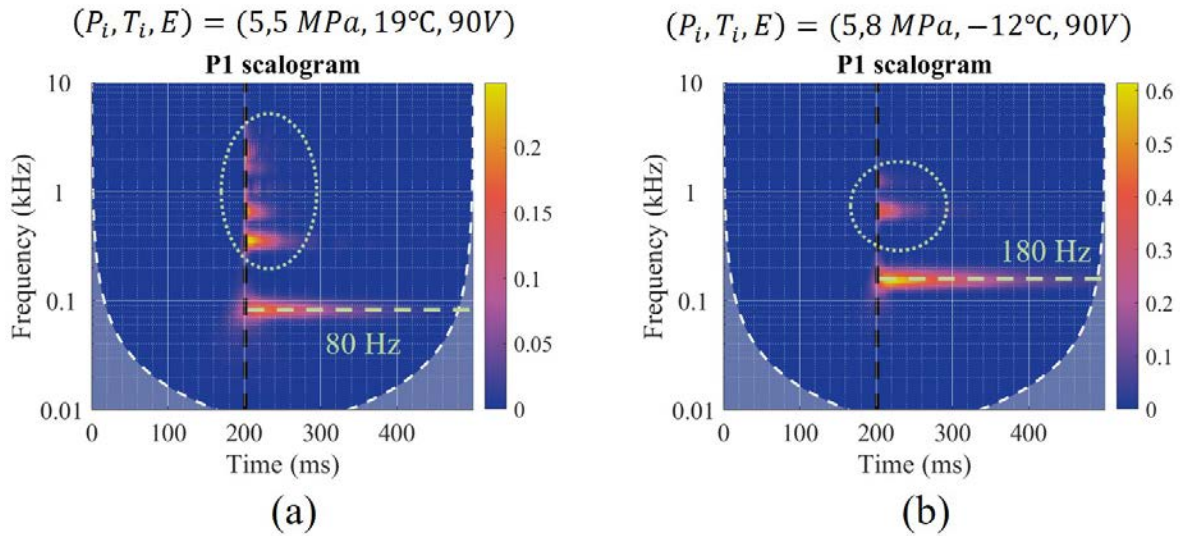 (P_i, T_i, E) = (5,5 MPa, 19°C, 90V)
P1 scalogram
10
1
0.1
0.01
Frequency (kHz)
80 Hz
0 100 200 300 400
Time (ms)
0.2
0.15
0.1
0.05
0
(a)
(P_i, T_i, E) = (5,8 MPa, −12°C, 90V)
P1 scalogram
10
1
0.1
0.01
Frequency (kHz)
180 Hz
0 100 200 300 400
Time (ms)
0.6
0.5
0.4
0.3
0.2
0.1
0
(b)